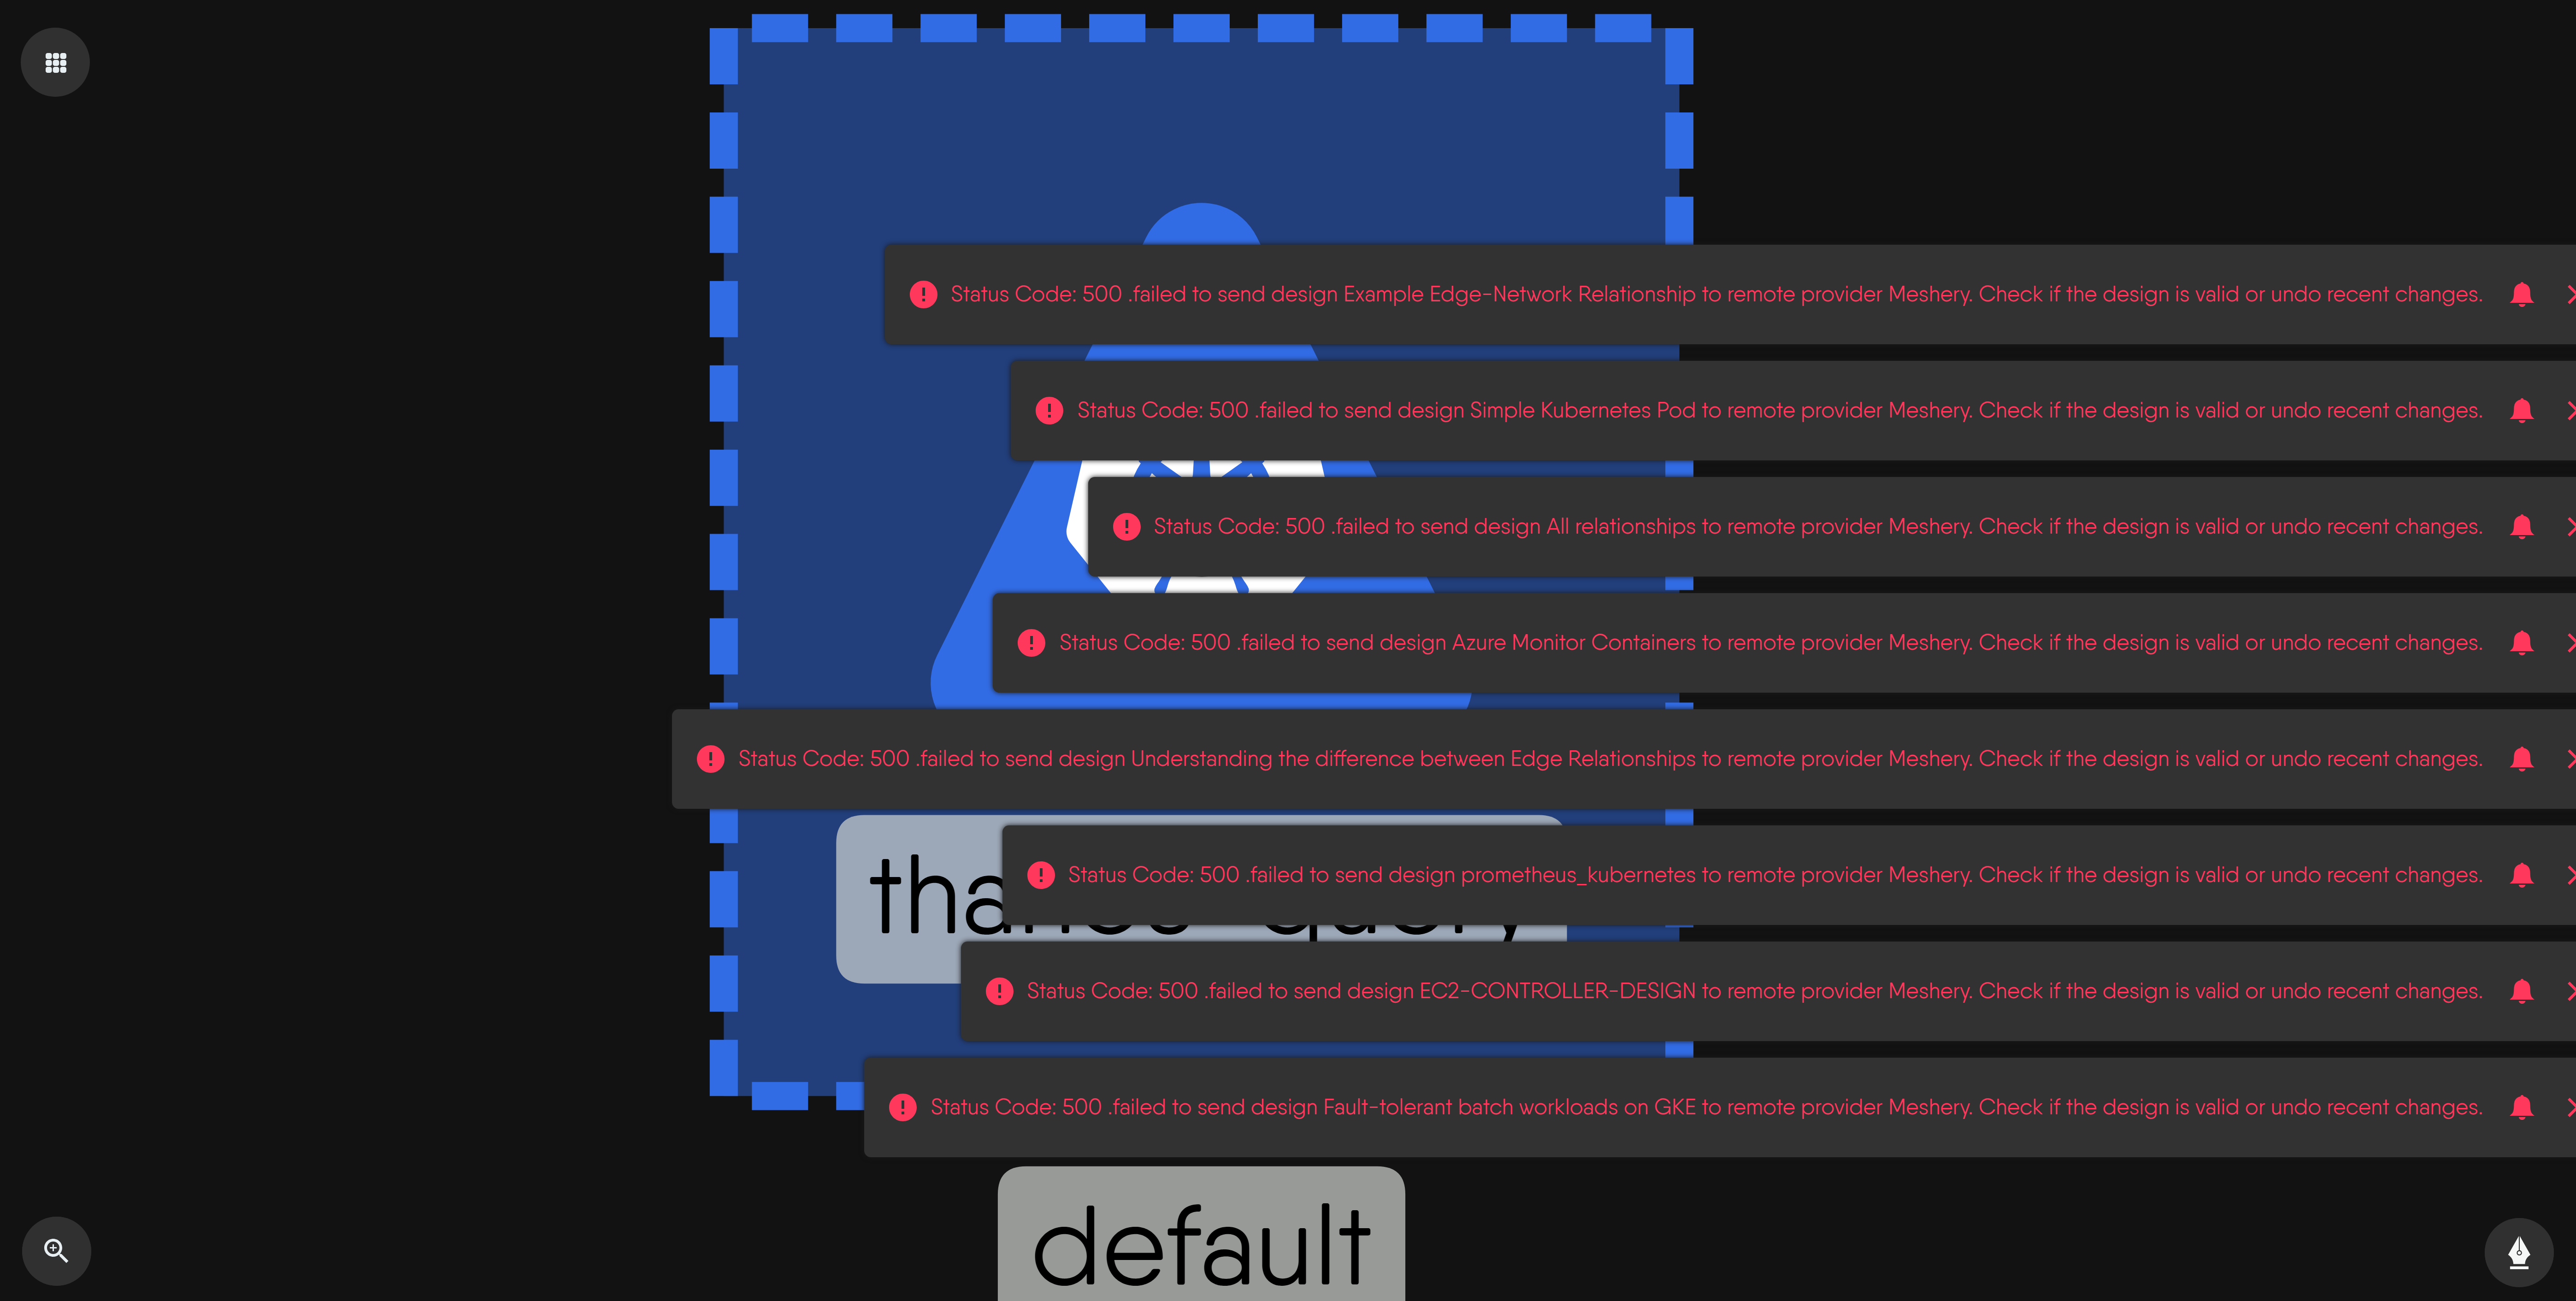 Status Code: 500 .failed to send design Example Edge-Network Relationship to remote provider Meshery. Check if the design is valid or undo recent changes.
Status Code: 500 .failed to send design Simple Kubernetes Pod to remote provider Meshery. Check if the design is valid or undo recent changes.
Status Code: 500 .failed to send design All relationships to remote provider Meshery. Check if the design is valid or undo recent changes.
Status Code: 500 .failed to send design Azure Monitor Containers to remote provider Meshery. Check if the design is valid or undo recent changes.
Status Code: 500 .failed to send design Understanding the difference between Edge Relationships to remote provider Meshery. Check if the design is valid or undo recent changes.
Status Code: 500 .failed to send design prometheus_kubernetes to remote provider Meshery. Check if the design is valid or undo recent changes.
Status Code: 500 .failed to send design EC2-CONTROLLER-DESIGN to remote provider Meshery. Check if the design is valid or undo recent changes.
Status Code: 500 .failed to send design Fault-tolerant batch workloads on GKE to remote provider Meshery. Check if the design is valid or undo recent changes.
default